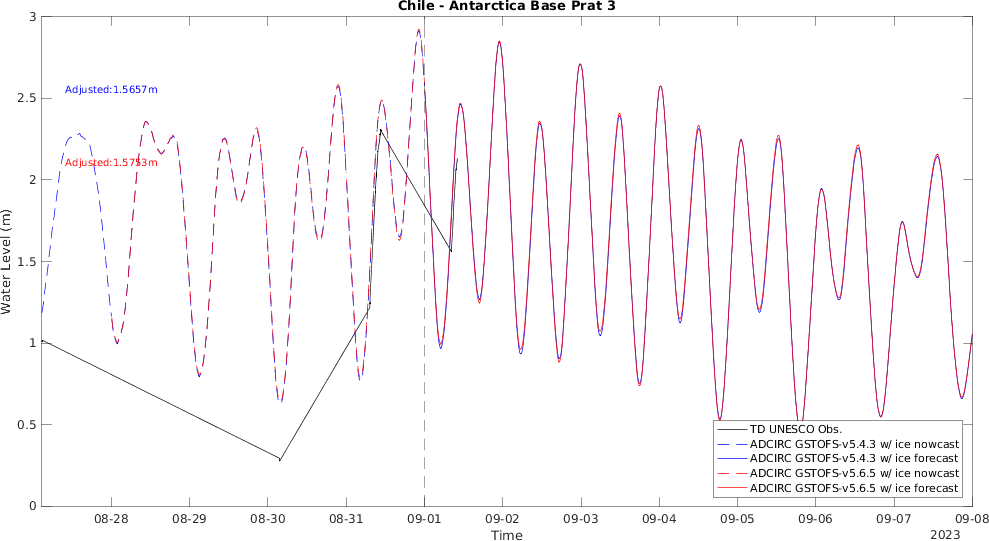 Chile - Antarctica Base Prat 3
3
2.5
2
1.5
1
0.5
0
Water Level (m)
Adjusted:1.5657m
Adjusted:1.5753m
TD UNESCO Obs.
ADCIRC GSTOFS-v5.4.3 w/ ice nowcast
ADCIRC GSTOFS-v5.4.3 w/ ice forecast
ADCIRC GSTOFS-v5.6.5 w/ ice nowcast
ADCIRC GSTOFS-v5.6.5 w/ ice forecast
08-28 08-29 08-30 08-31 09-01 09-02 09-03 09-04 09-05 09-06 09-07 09-08
Time
2023